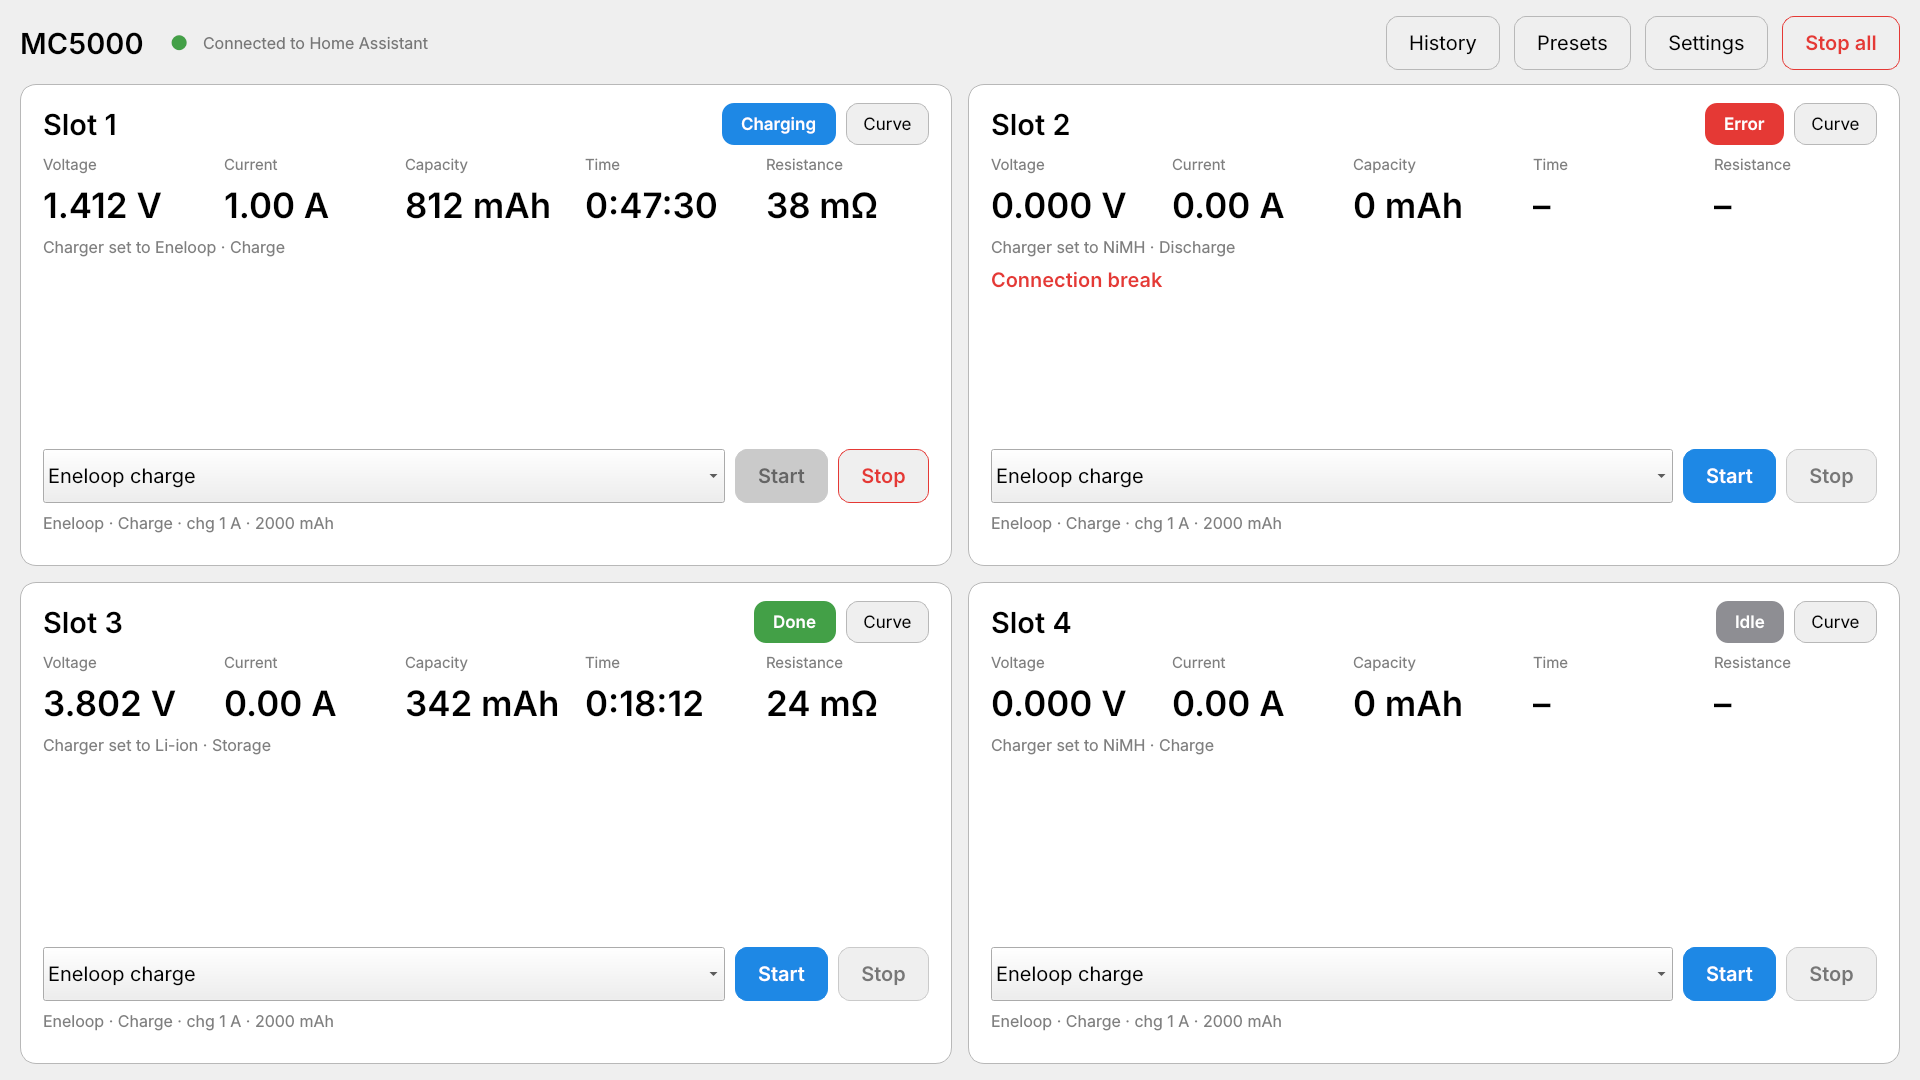 MC5000
Connected to Home Assistant
History
Presets
Settings
Stop all
Slot 1
Charging
Curve
Voltage
Current
Capacity
Time
Resistance
1.412 V
1.00 A
812 mAh
0:47:30
38 mΩ
Charger set to Eneloop · Charge
Eneloop charge
Start
Stop
Eneloop · Charge · chg 1 A · 2000 mAh
Slot 2
Error
Curve
Voltage
Current
Capacity
Time
Resistance
0.000 V
0.00 A
0 mAh
–
–
Charger set to NiMH · Discharge
Connection break
Eneloop charge
Start
Stop
Eneloop · Charge · chg 1 A · 2000 mAh
Slot 3
Done
Curve
Voltage
Current
Capacity
Time
Resistance
3.802 V
0.00 A
342 mAh
0:18:12
24 mΩ
Charger set to Li-ion · Storage
Eneloop charge
Start
Stop
Eneloop · Charge · chg 1 A · 2000 mAh
Slot 4
Idle
Curve
Voltage
Current
Capacity
Time
Resistance
0.000 V
0.00 A
0 mAh
–
–
Charger set to NiMH · Charge
Eneloop charge
Start
Stop
Eneloop · Charge · chg 1 A · 2000 mAh